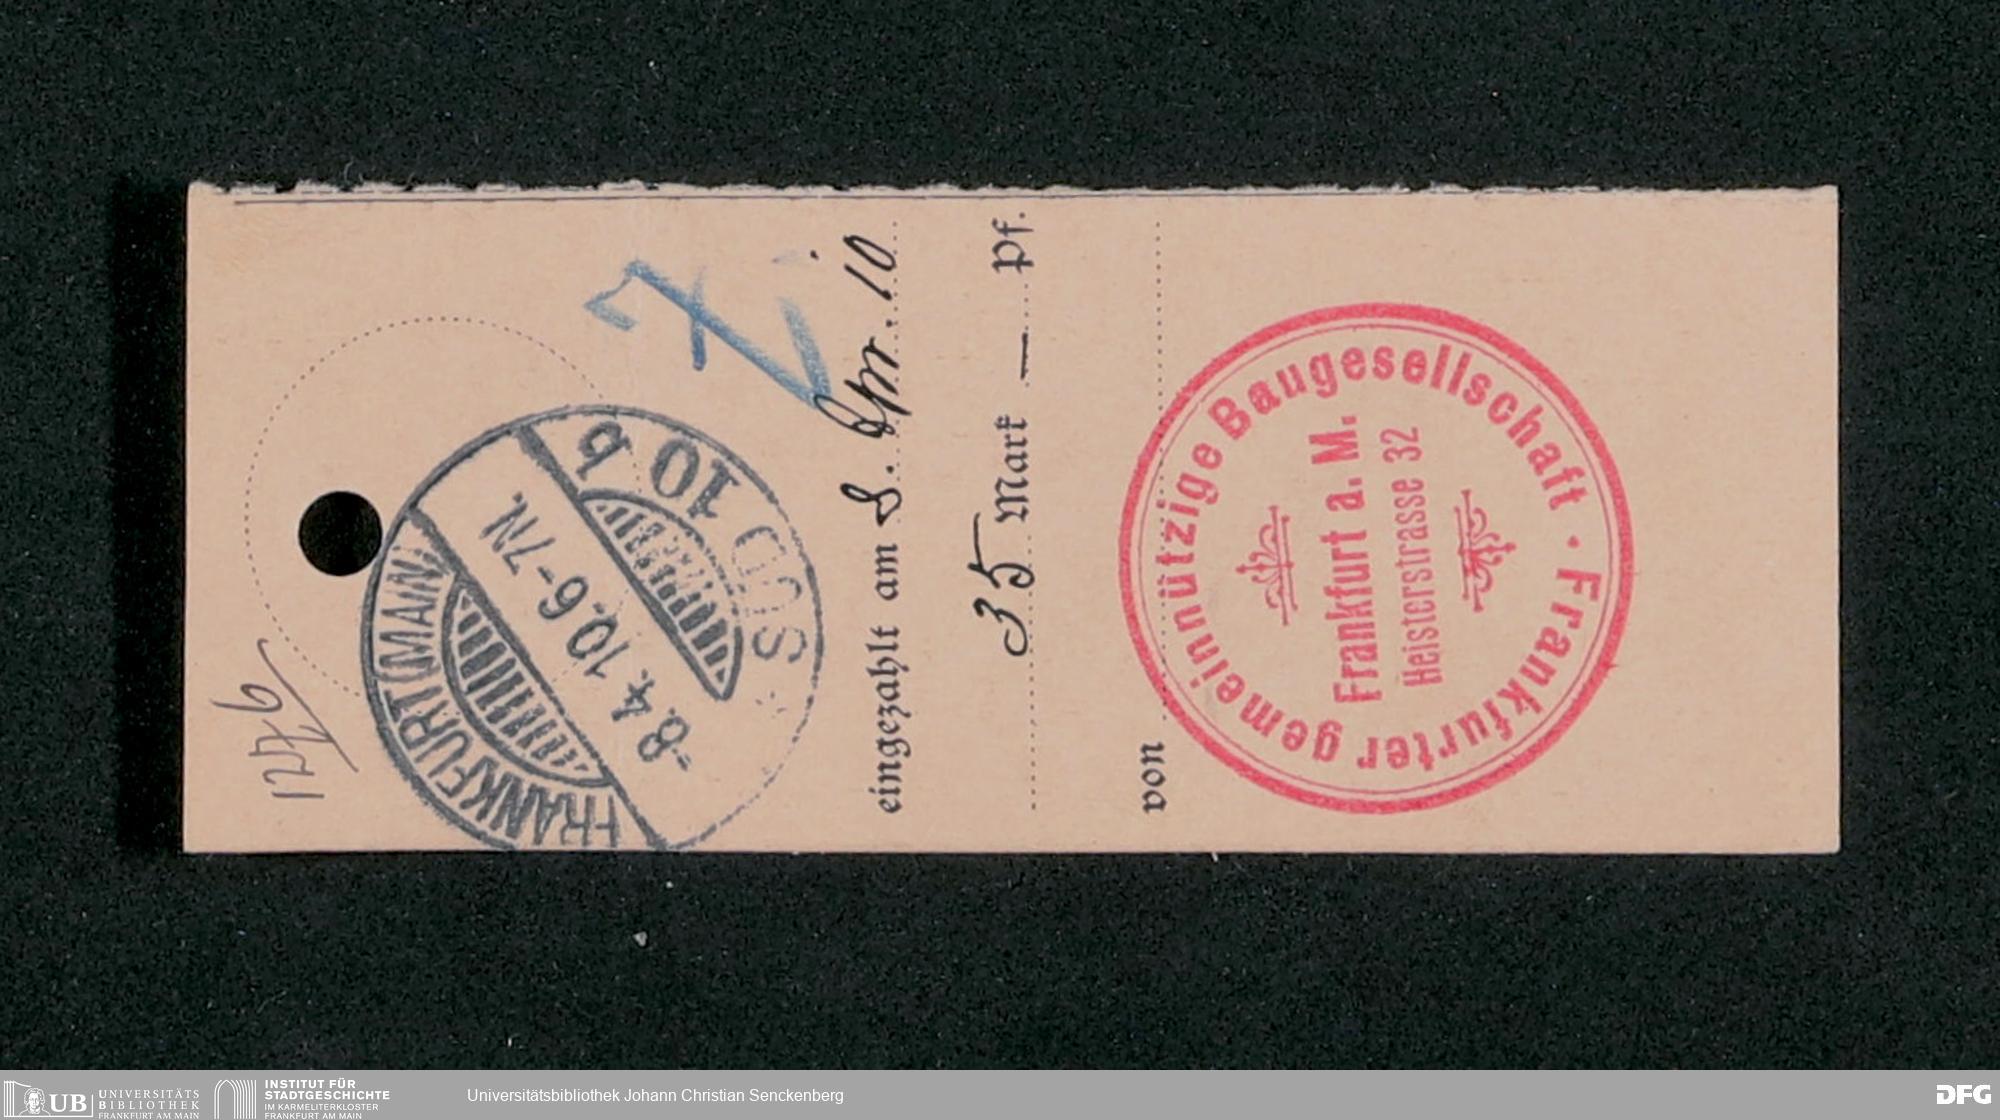 FRANKFURT (MAIN)
-8.4.10.6-7N.
* SÜD 10 b
eingezahlt am 8. Apr. 10
35 Mark — Pf.
von
Frankfurter gemeinnützige Baugesellschaft ·
Frankfurt a. M.
Heisterstrasse 32
UB
UNIVERSITÄTS
BIBLIOTHEK
FRANKFURT AM MAIN
INSTITUT FÜR
STADTGESCHICHTE
IM KARMELITERKLOSTER
FRANKFURT AM MAIN
Universitätsbibliothek Johann Christian Senckenberg
DFG